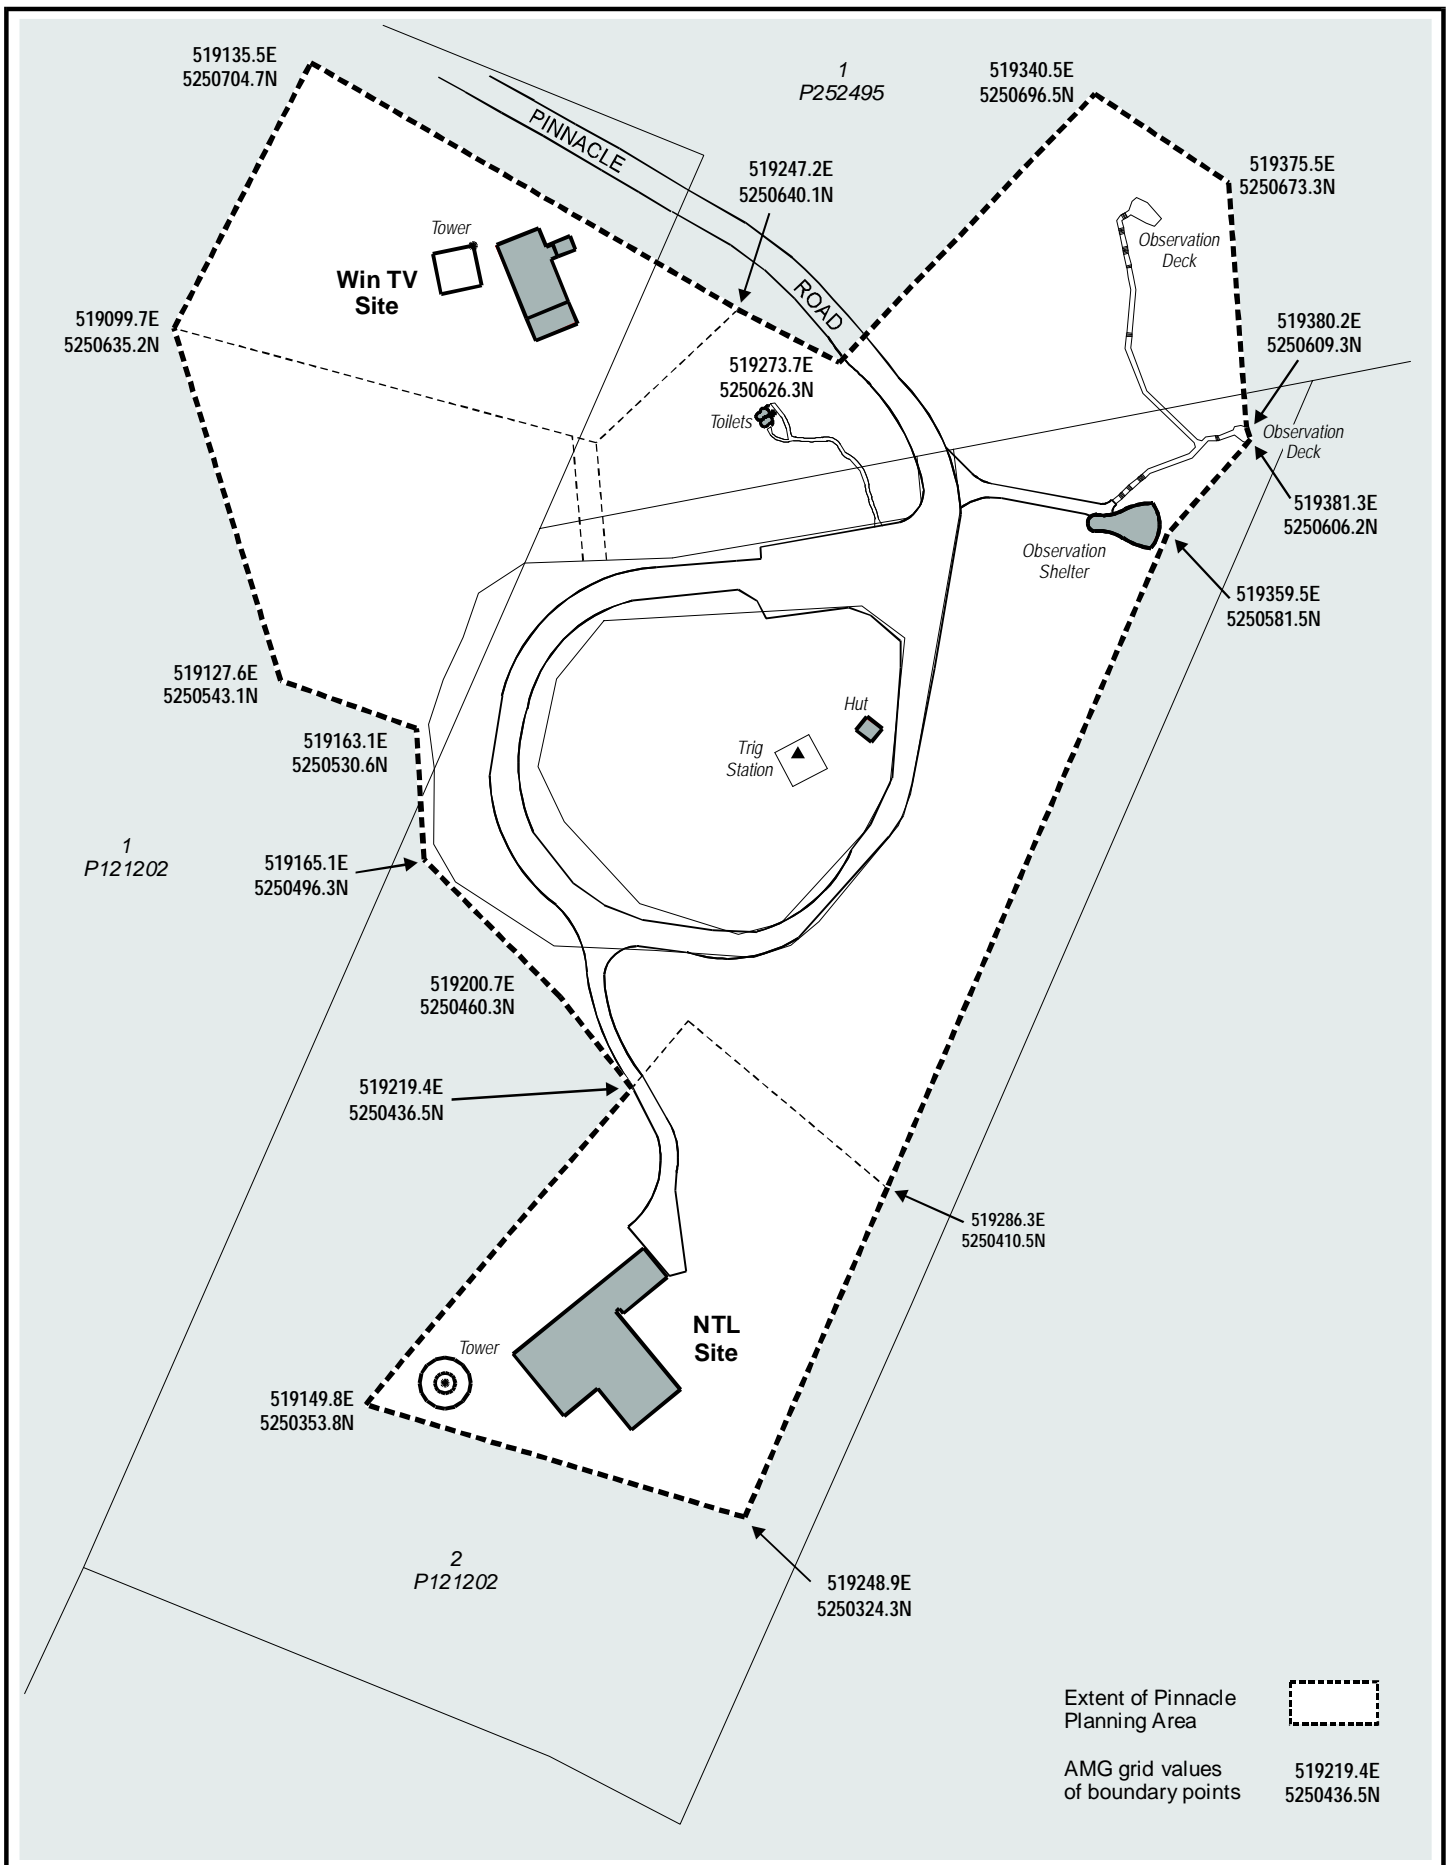 519135.5E
5250704.7N
1
P252495
519340.5E
5250696.5N
PINNACLE
ROAD
519247.2E
5250640.1N
519375.5E
5250673.3N
Tower
Win TV
Site
Observation
Deck
519099.7E
5250635.2N
519380.2E
5250609.3N
519273.7E
5250626.3N
Toilets
Observation
Deck
519381.3E
5250606.2N
Observation
Shelter
519359.5E
5250581.5N
519127.6E
5250543.1N
Hut
519163.1E
5250530.6N
Trig
Station
1
P121202
519165.1E
5250496.3N
519200.7E
5250460.3N
519219.4E
5250436.5N
519286.3E
5250410.5N
NTL
Site
Tower
519149.8E
5250353.8N
2
P121202
519248.9E
5250324.3N
Extent of Pinnacle
Planning Area
AMG grid values
of boundary points
519219.4E
5250436.5N